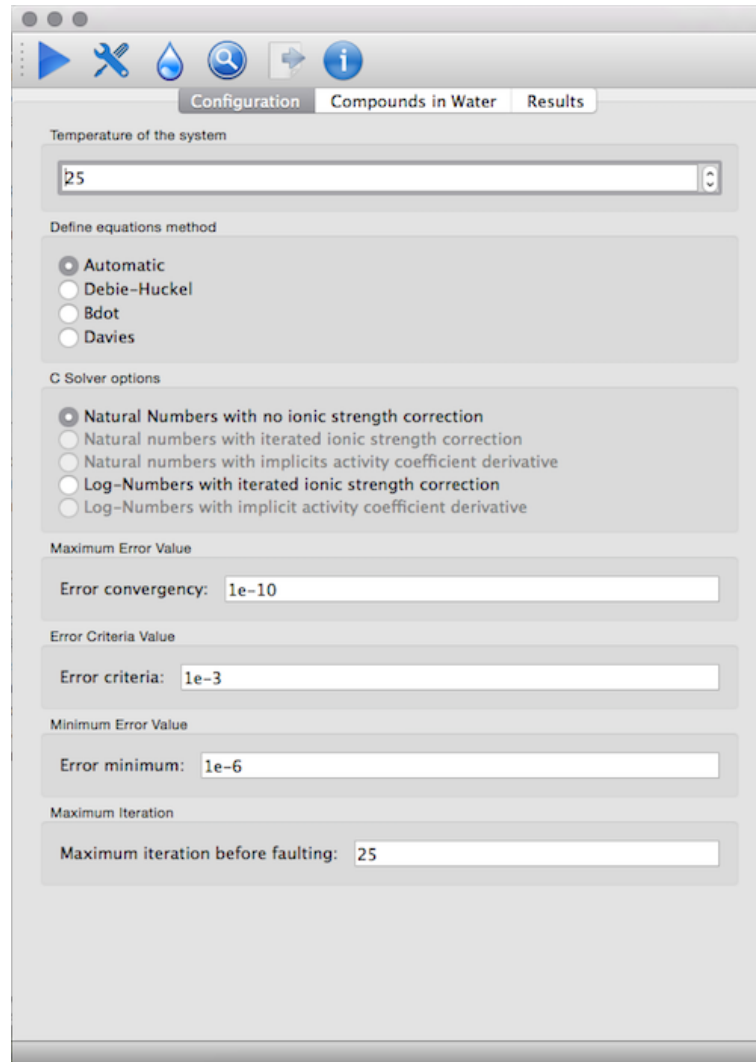 Configuration Compounds in Water Results
Temperature of the system
25
Define equations method
Automatic
Debie-Huckel
Bdot
Davies
C Solver options
Natural Numbers with no ionic strength correction
Natural numbers with iterated ionic strength correction
Natural numbers with implicits activity coefficient derivative
Log-Numbers with iterated ionic strength correction
Log-Numbers with implicit activity coefficient derivative
Maximum Error Value
Error convergency: 1e-10
Error Criteria Value
Error criteria: 1e-3
Minimum Error Value
Error minimum: 1e-6
Maximum Iteration
Maximum iteration before faulting: 25